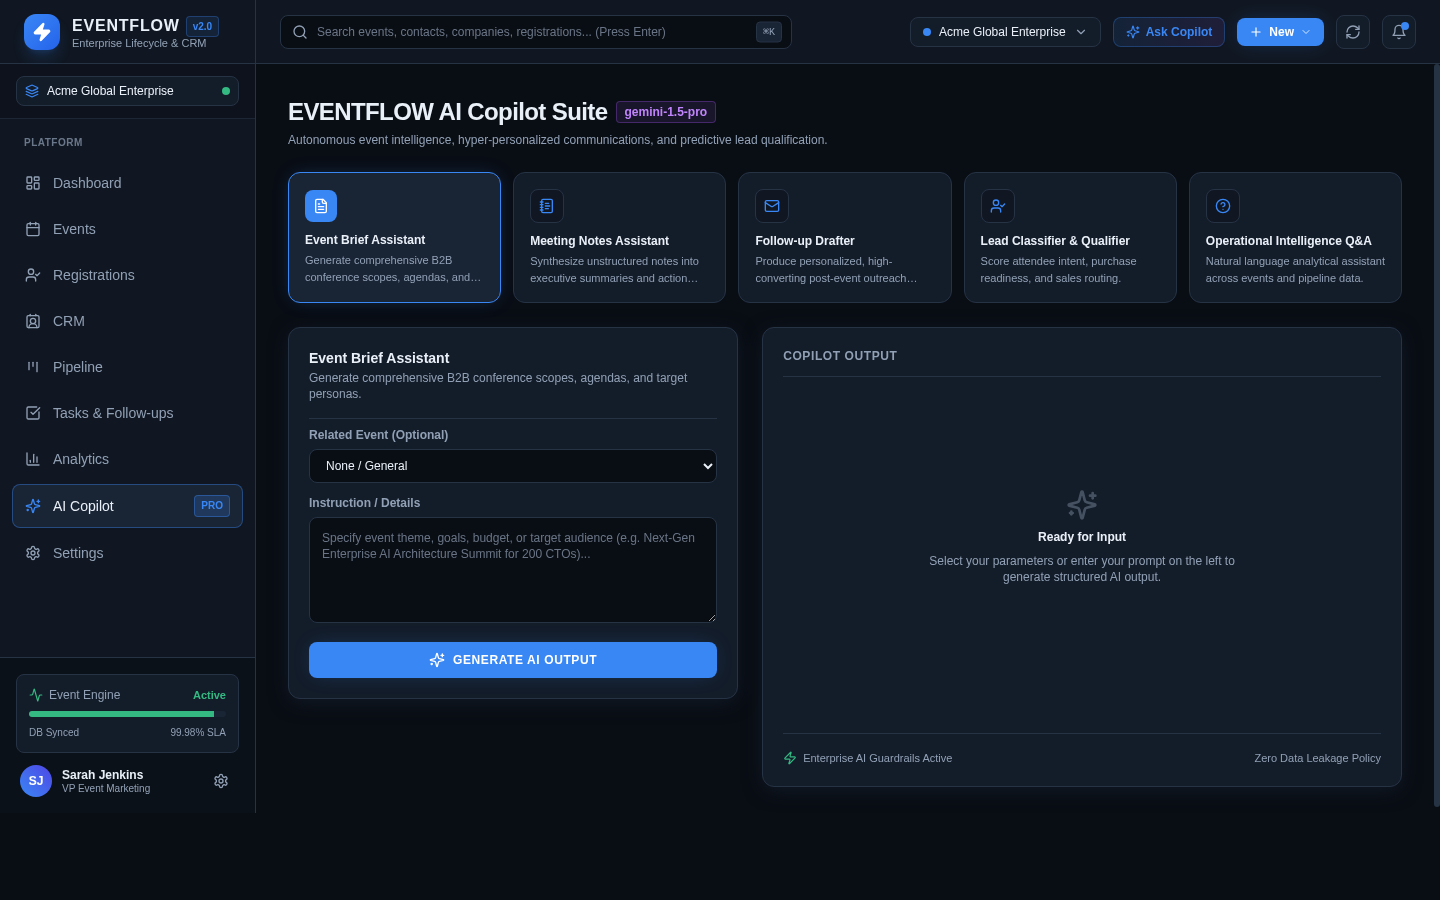 EVENTFLOW v2.0
Enterprise Lifecycle & CRM
Search events, contacts, companies, registrations... (Press Enter)
⌘K
Acme Global Enterprise
Ask Copilot
New
Acme Global Enterprise
PLATFORM
Dashboard
Events
Registrations
CRM
Pipeline
Tasks & Follow-ups
Analytics
AI Copilot PRO
Settings
Event Engine Active
DB Synced 99.98% SLA
SJ
Sarah Jenkins
VP Event Marketing
EVENTFLOW AI Copilot Suite gemini-1.5-pro
Autonomous event intelligence, hyper-personalized communications, and predictive lead qualification.
Event Brief Assistant
Generate comprehensive B2B
conference scopes, agendas, and…
Meeting Notes Assistant
Synthesize unstructured notes into
executive summaries and action…
Follow-up Drafter
Produce personalized, high-
converting post-event outreach…
Lead Classifier & Qualifier
Score attendee intent, purchase
readiness, and sales routing.
Operational Intelligence Q&A
Natural language analytical assistant
across events and pipeline data.
Event Brief Assistant
Generate comprehensive B2B conference scopes, agendas, and target
personas.
Related Event (Optional)
None / General
Instruction / Details
Specify event theme, goals, budget, or target audience (e.g. Next-Gen
Enterprise AI Architecture Summit for 200 CTOs)...
GENERATE AI OUTPUT
COPILOT OUTPUT
Ready for Input
Select your parameters or enter your prompt on the left to
generate structured AI output.
Enterprise AI Guardrails Active
Zero Data Leakage Policy